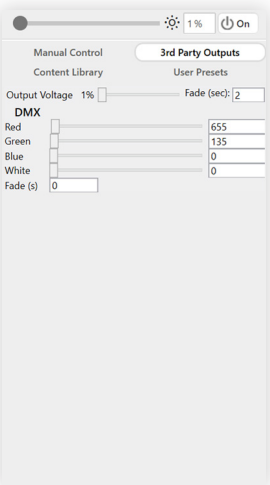 1 % On
Manual Control 3rd Party Outputs
Content Library User Presets
Output Voltage 1% Fade (sec): 2
DMX
Red 655
Green 135
Blue 0
White 0
Fade (s) 0